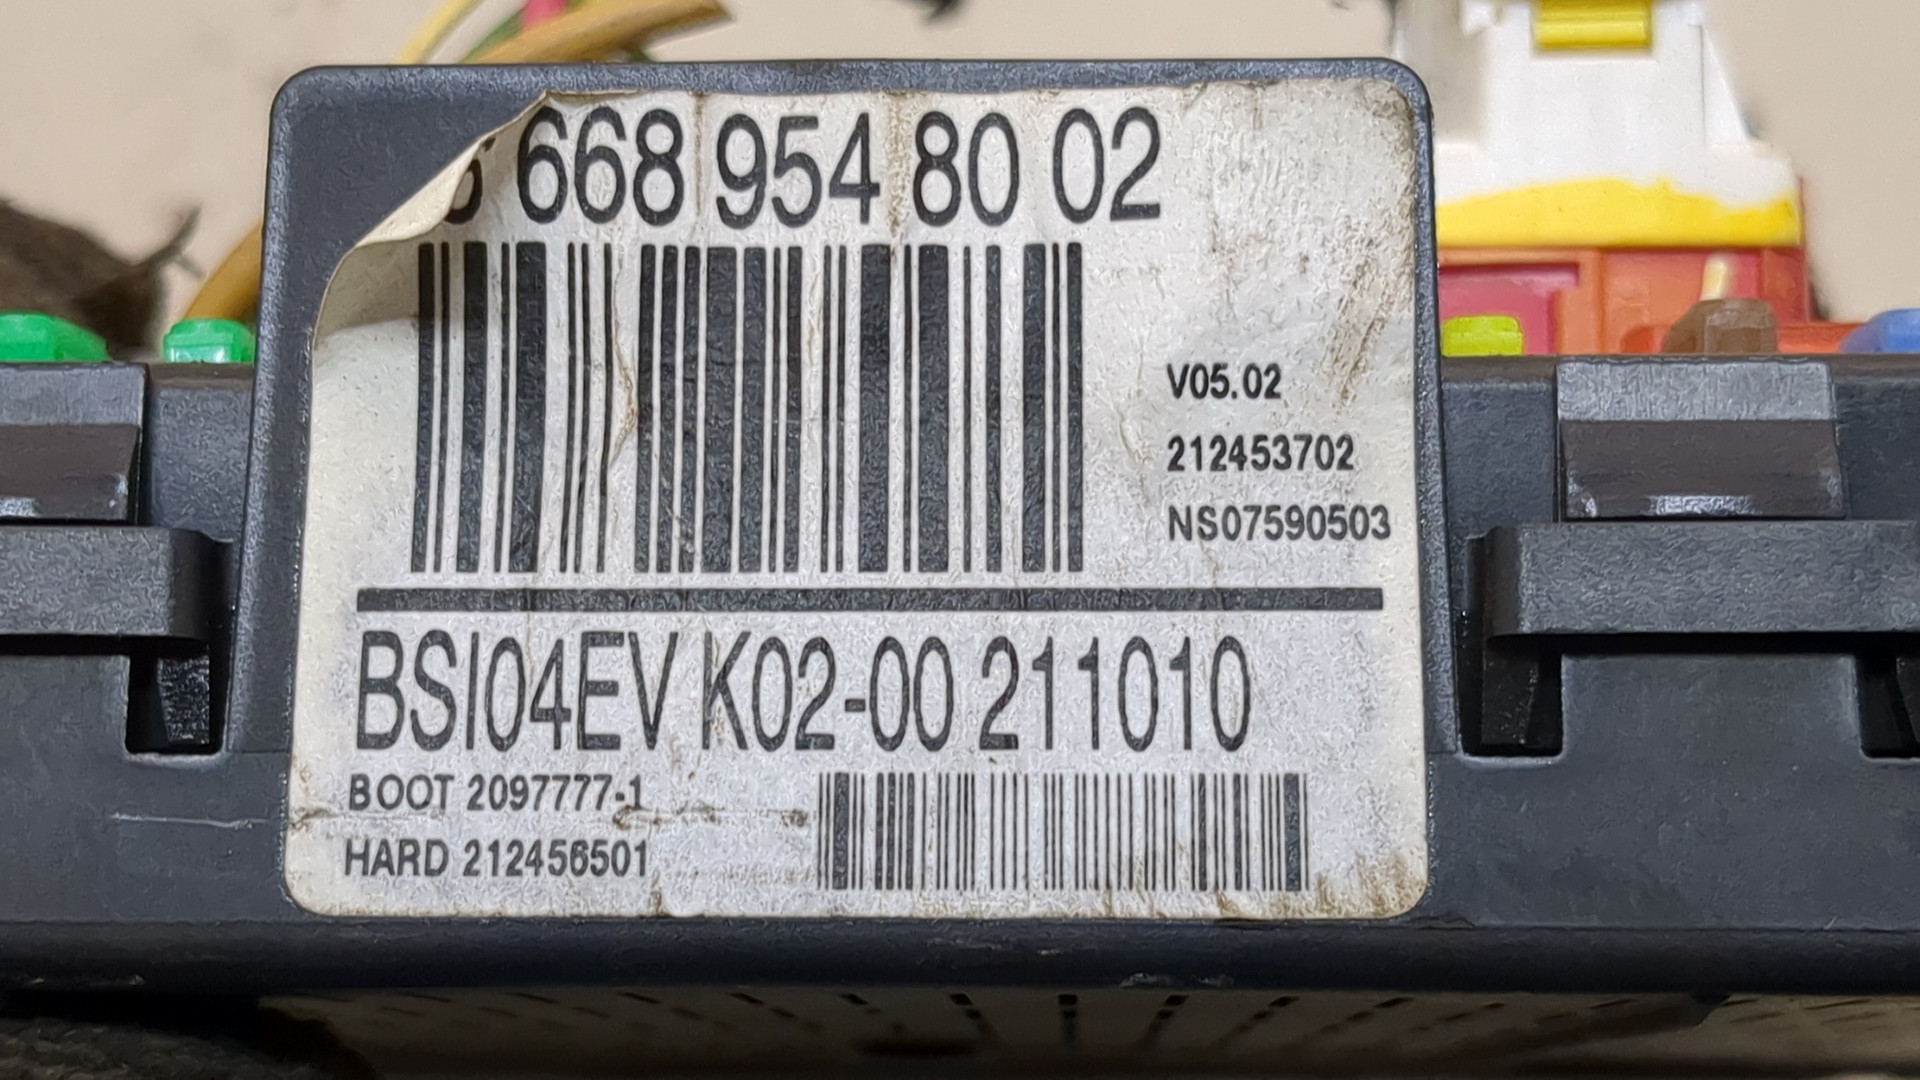 668 954 80 02
V05.02
212453702
NS07590503
BSI04EV K02-00 211010
BOOT 2097777-1
HARD 212456501